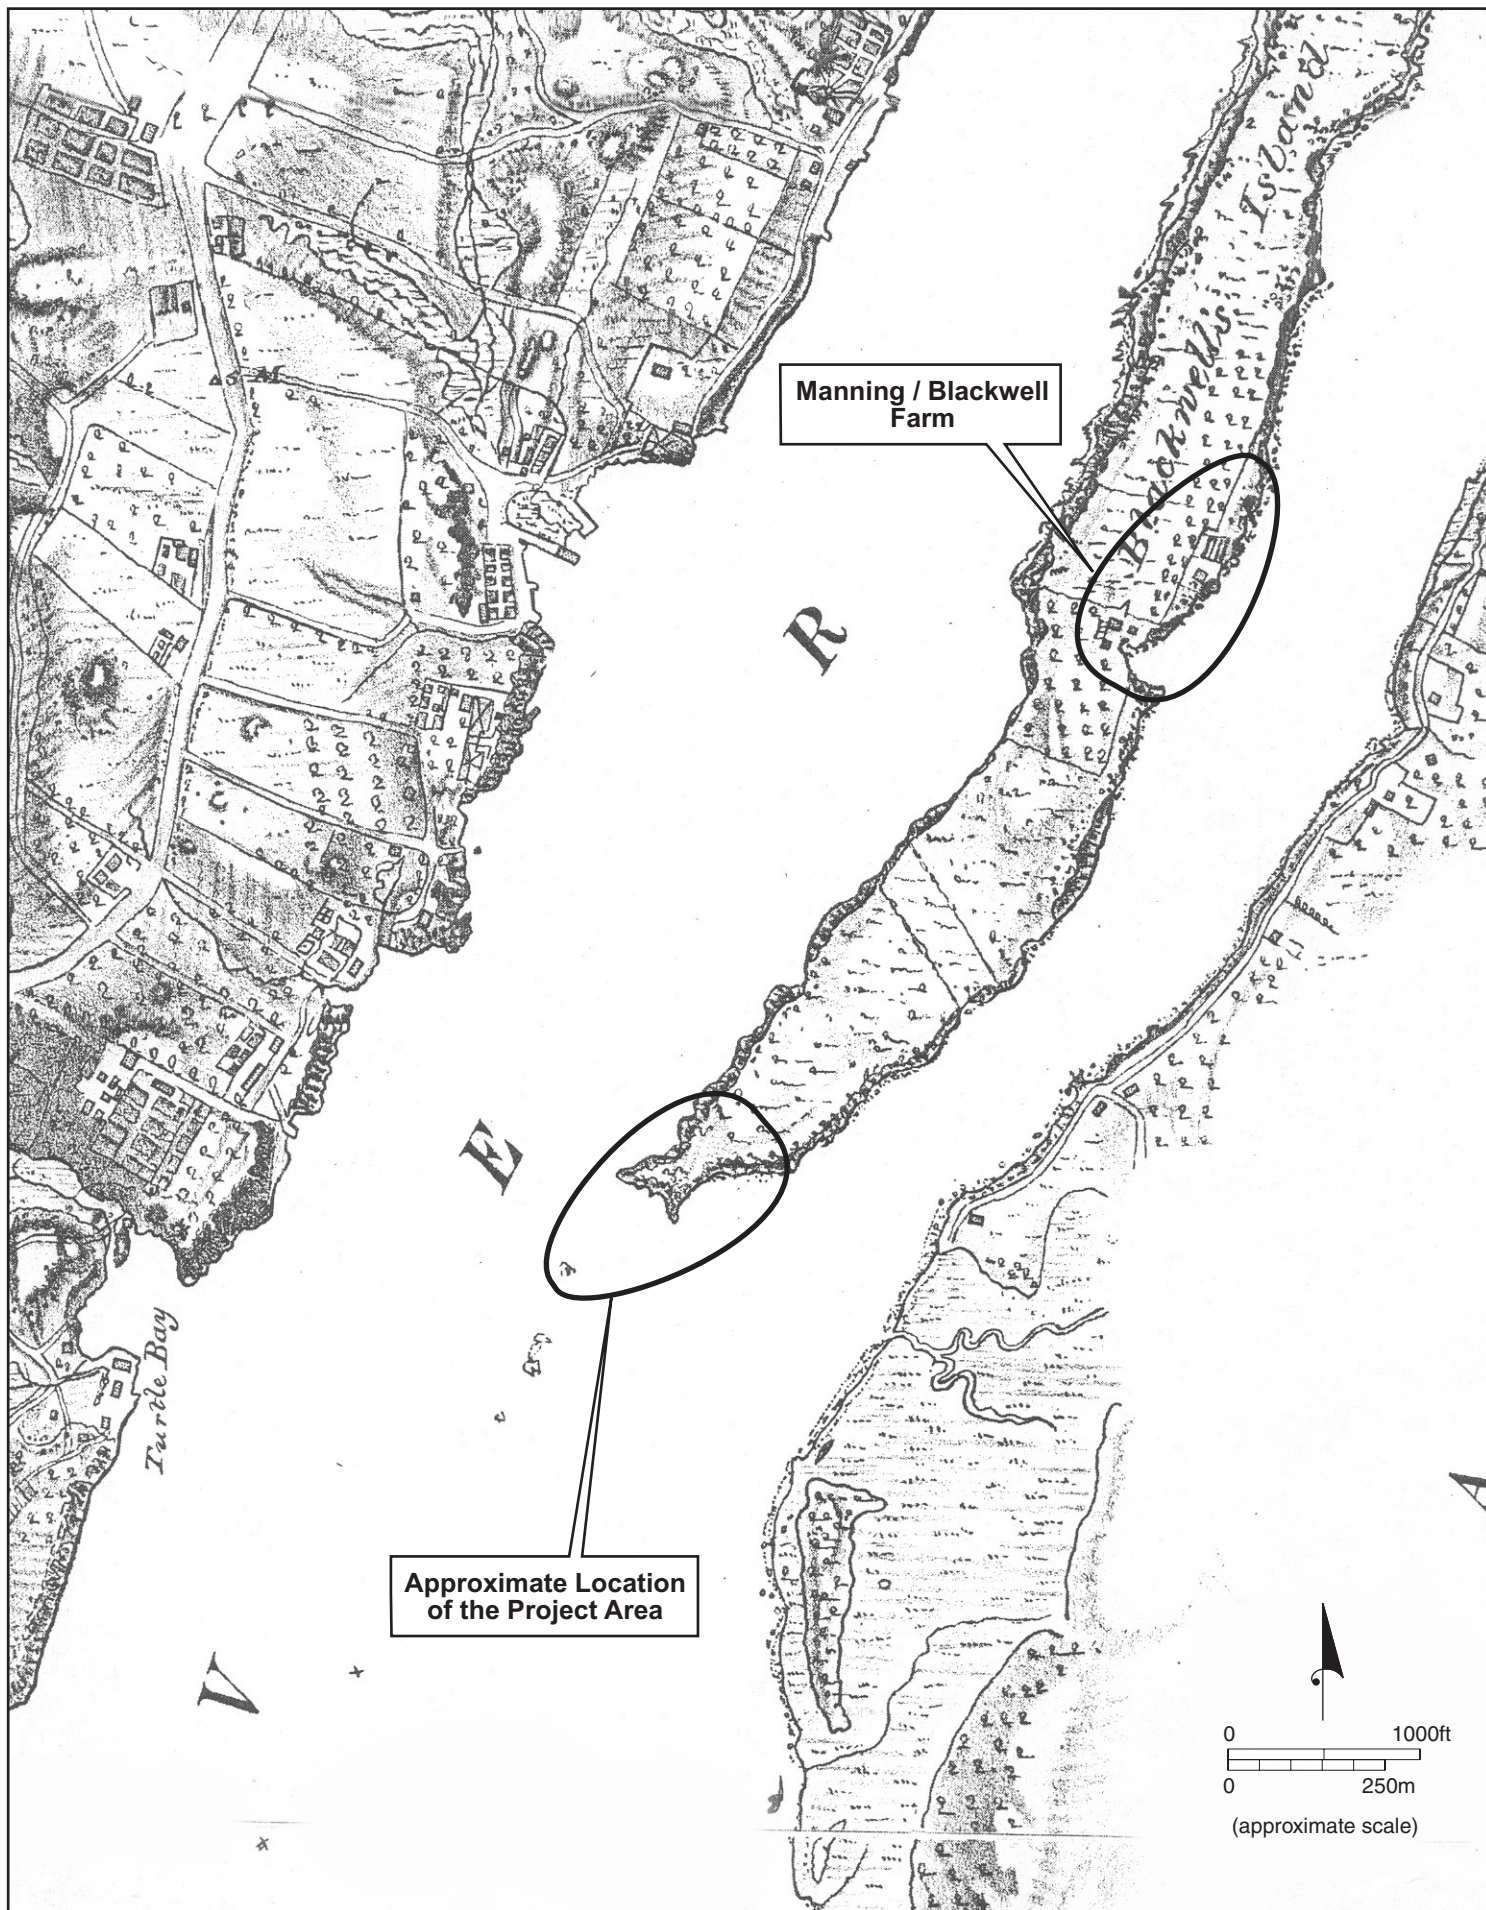 Blackwell's Island
Manning / Blackwell
Farm
R
E
Turtle Bay
A
Approximate Location
of the Project Area
V
0 1000ft
0 250m
(approximate scale)